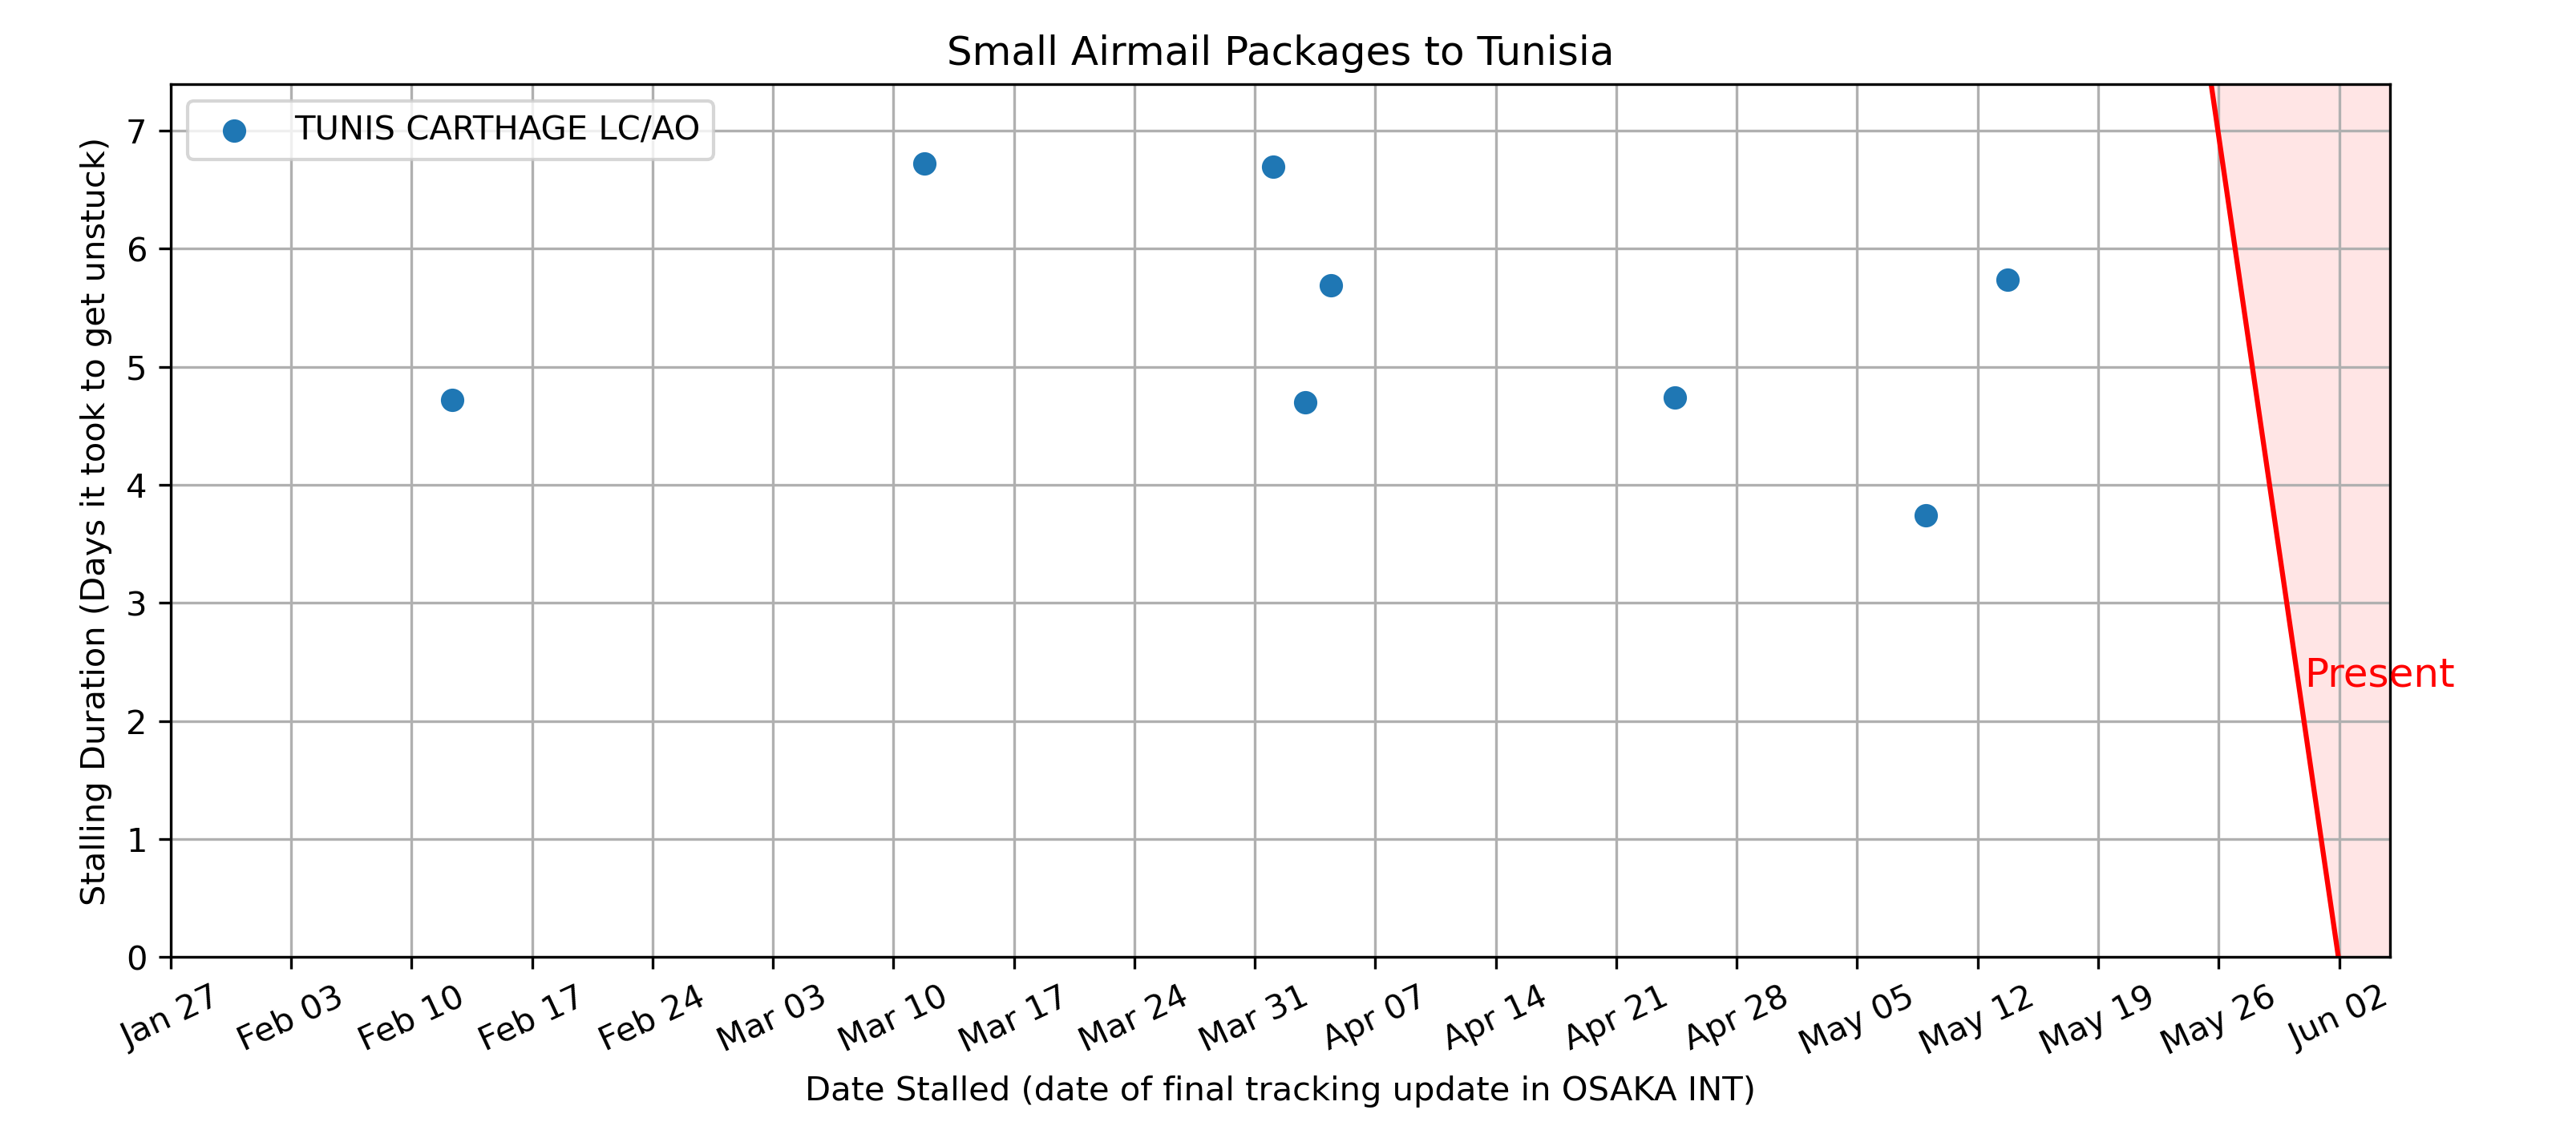 Small Airmail Packages to Tunisia
TUNIS CARTHAGE LC/AO
Stalling Duration (Days it took to get unstuck)
7
6
5
4
3
2
1
0
Present
Jan 27
Feb 03
Feb 10
Feb 17
Feb 24
Mar 03
Mar 10
Mar 17
Mar 24
Mar 31
Apr 07
Apr 14
Apr 21
Apr 28
May 05
May 12
May 19
May 26
Jun 02
Date Stalled (date of final tracking update in OSAKA INT)